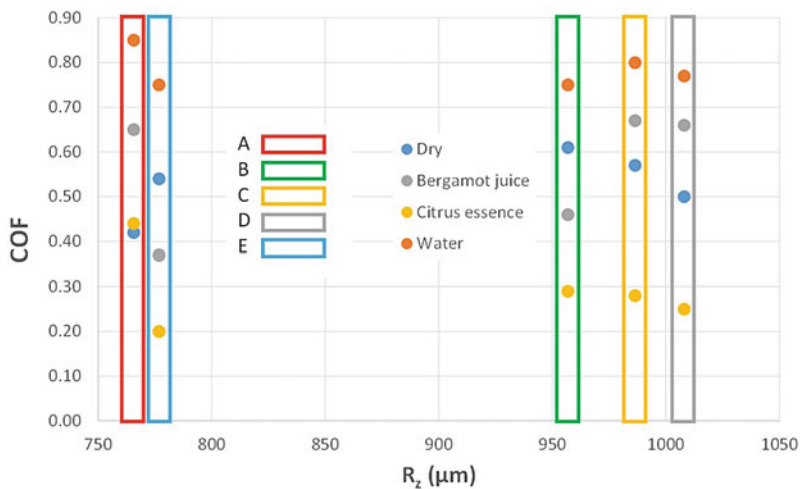 0.90
0.80
0.70
0.60
0.50
0.40
0.30
0.20
0.10
0.00
COF
A
B
C
D
E
Dry
Bergamot juice
Citrus essence
Water
750 800 850 900 950 1000 1050
Rz (μm)